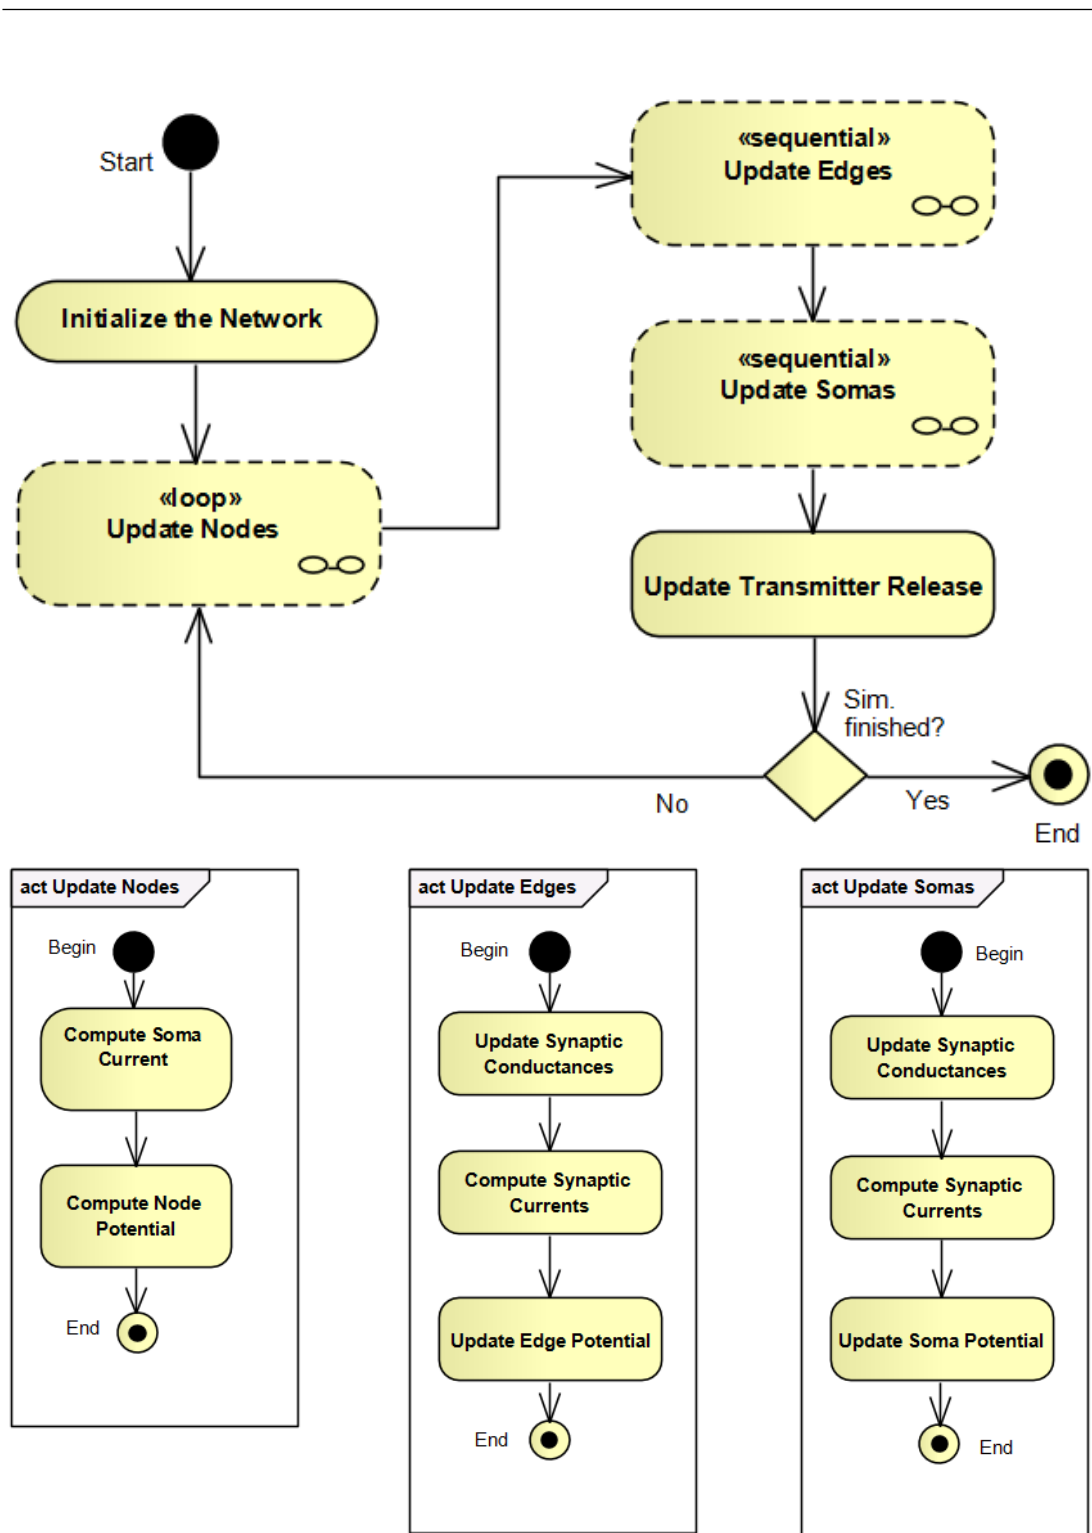 Start
Initialize the Network
«loop»
Update Nodes
«sequential»
Update Edges
«sequential»
Update Somas
Update Transmitter Release
Sim.
finished?
No
Yes
End
act Update Nodes
Begin
Compute Soma
Current
Compute Node
Potential
End
act Update Edges
Begin
Update Synaptic
Conductances
Compute Synaptic
Currents
Update Edge Potential
End
act Update Somas
Begin
Update Synaptic
Conductances
Compute Synaptic
Currents
Update Soma Potential
End